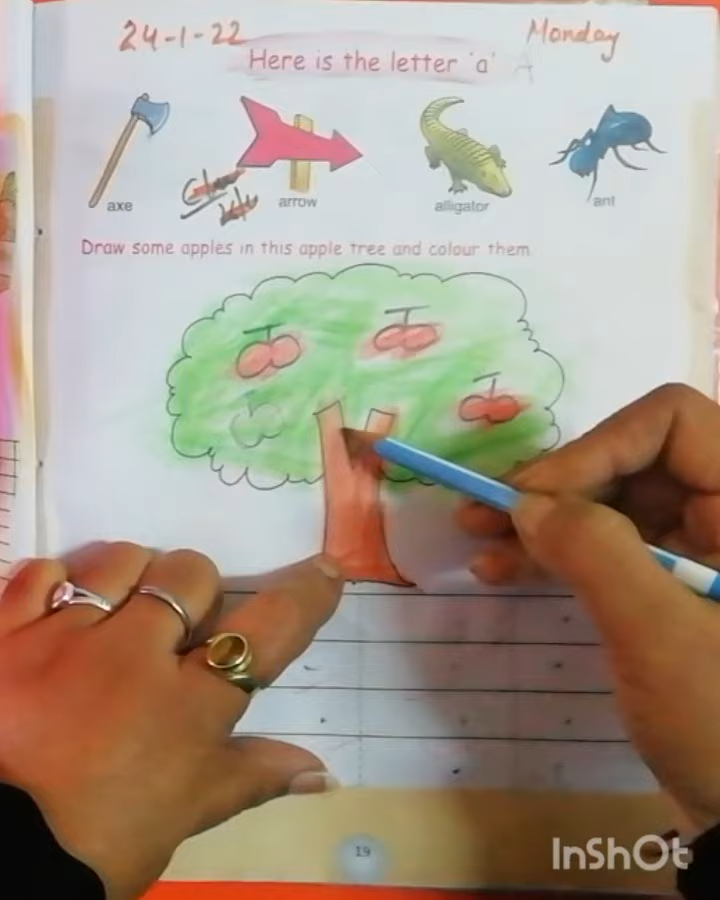 24-1-22 Monday
Here is the letter 'a' A
axe arrow alligator ant
Draw some apples in this apple tree and colour them
19
InShOt